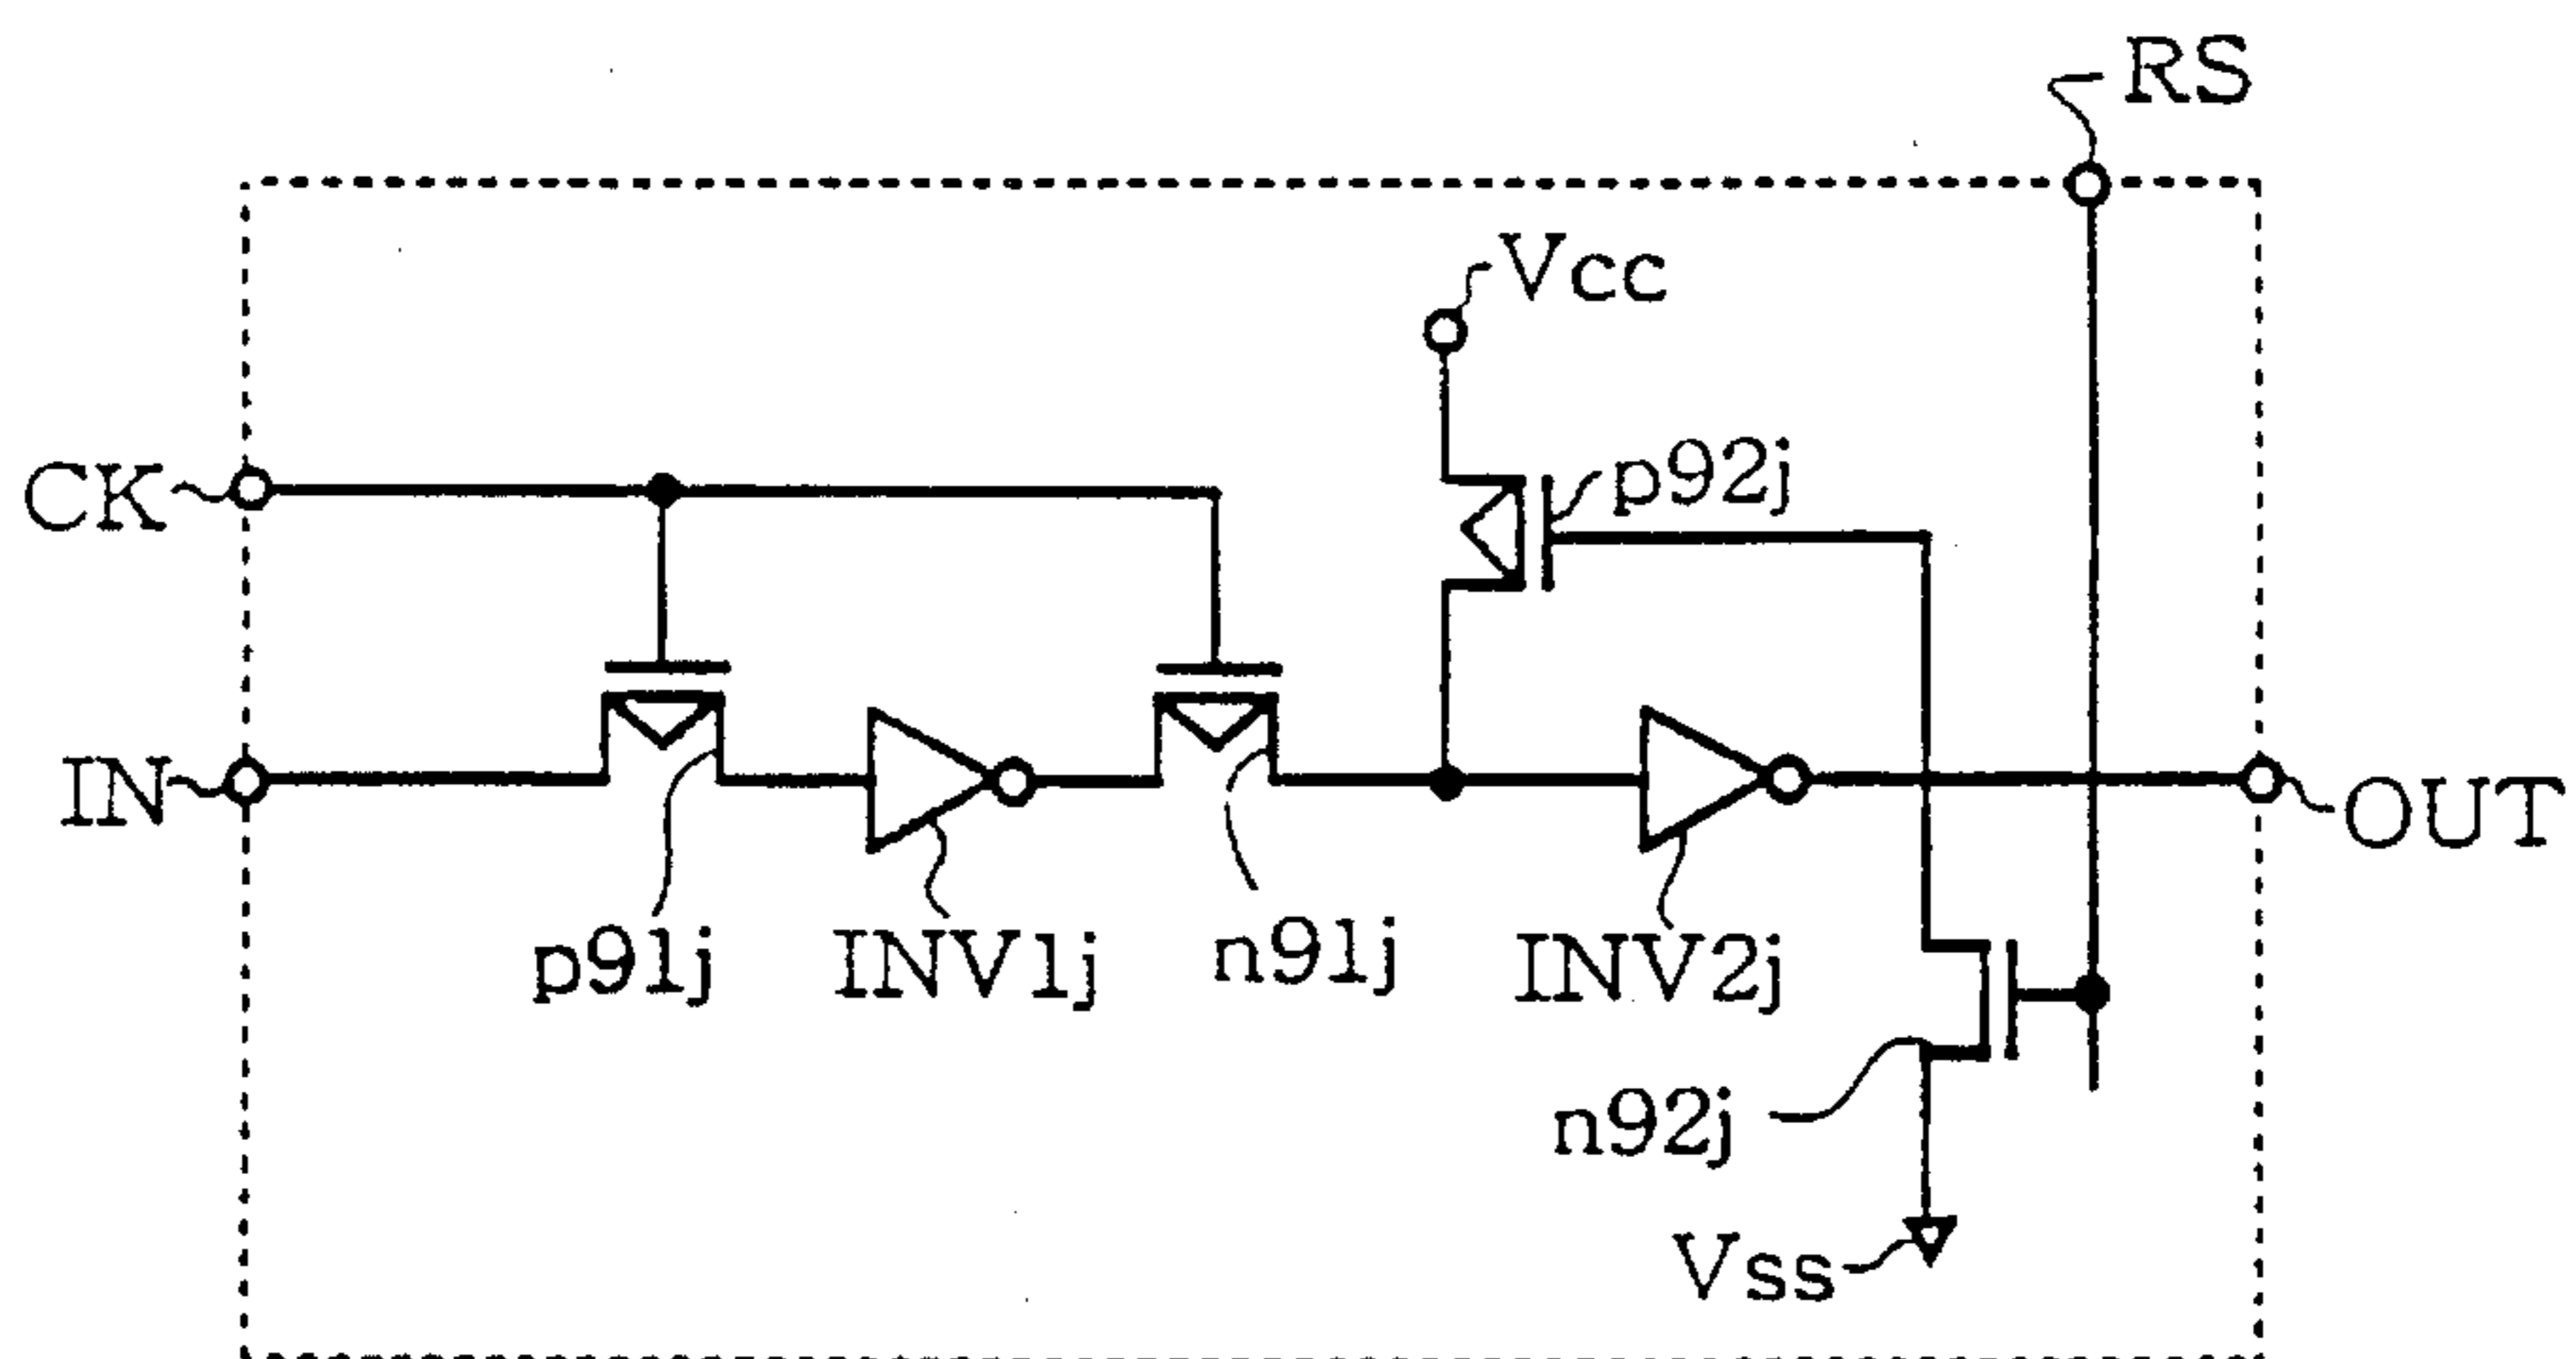 RS
Vcc
p92j
CK
IN
OUT
p91j
INV1j
n91j
INV2j
n92j
Vss